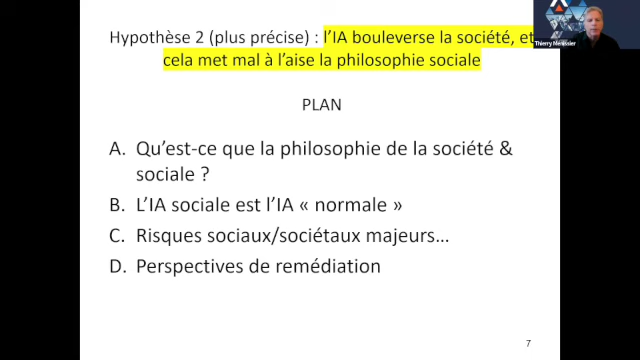 Hypothèse 2 (plus précise) : l’IA bouleverse la société, et
cela met mal à l’aise la philosophie sociale
Thierry Ménissier
PLAN
A. Qu’est-ce que la philosophie de la société &
sociale ?
B. L’IA sociale est l’IA « normale »
C. Risques sociaux/sociétaux majeurs…
D. Perspectives de remédiation
7